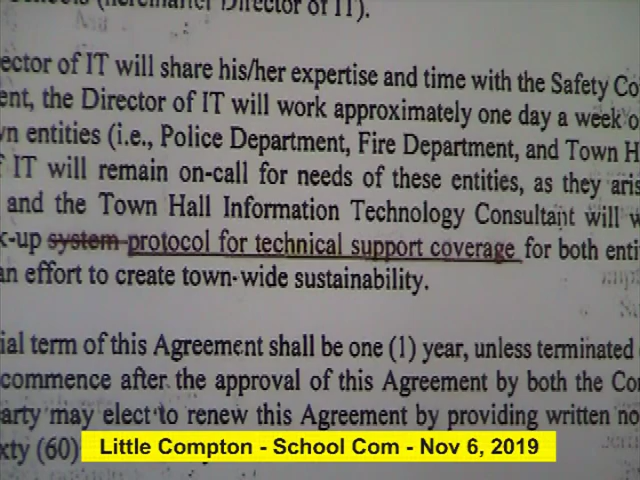 (hereinafter Director of IT).
ector of IT will share his/her expertise and time with the Safety Co
ent, the Director of IT will work approximately one day a week o
n entities (i.e., Police Department, Fire Department, and Town H
IT will remain on-call for needs of these entities, as they aris
and the Town Hall Information Technology Consultant will w
k-up system protocol for technical support coverage for both enti
an effort to create town-wide sustainability.
ial term of this Agreement shall be one (1) year, unless terminated
commence after the approval of this Agreement by both the Co
arty may elect to renew this Agreement by providing written no
xty (60)
Little Compton - School Com - Nov 6, 2019